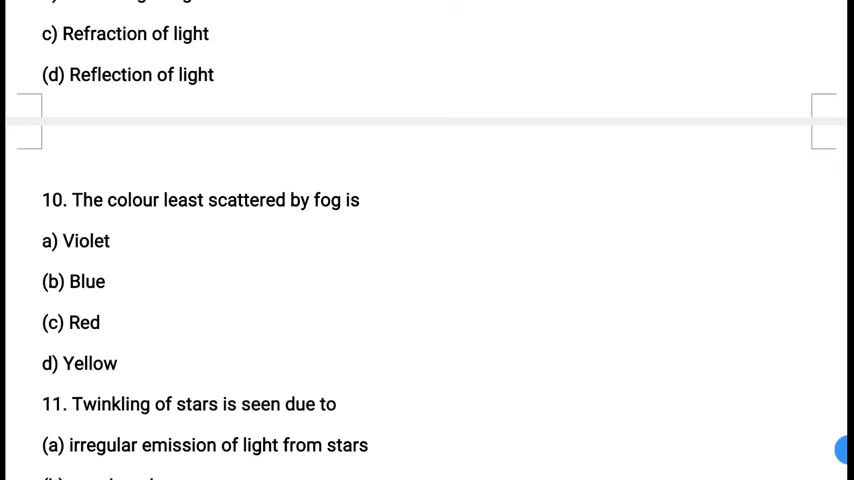 c) Refraction of light
(d) Reflection of light
10. The colour least scattered by fog is
a) Violet
(b) Blue
(c) Red
d) Yellow
11. Twinkling of stars is seen due to
(a) irregular emission of light from stars